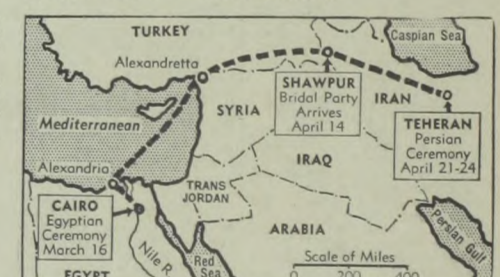 TURKEY
Caspian Sea
Alexandretta
SHAWPUR
Bridal Party
Arrives
April 14
IRAN
SYRIA
TEHERAN
Persian
Ceremony
April 21-24
Mediterranean
IRAQ
Alexandria
TRANS
JORDAN
CAIRO
Egyptian
Ceremony
March 16
ARABIA
Persian Gulf
Nile R.
Red
Sea
Scale of Miles
0 200 400
EGYPT